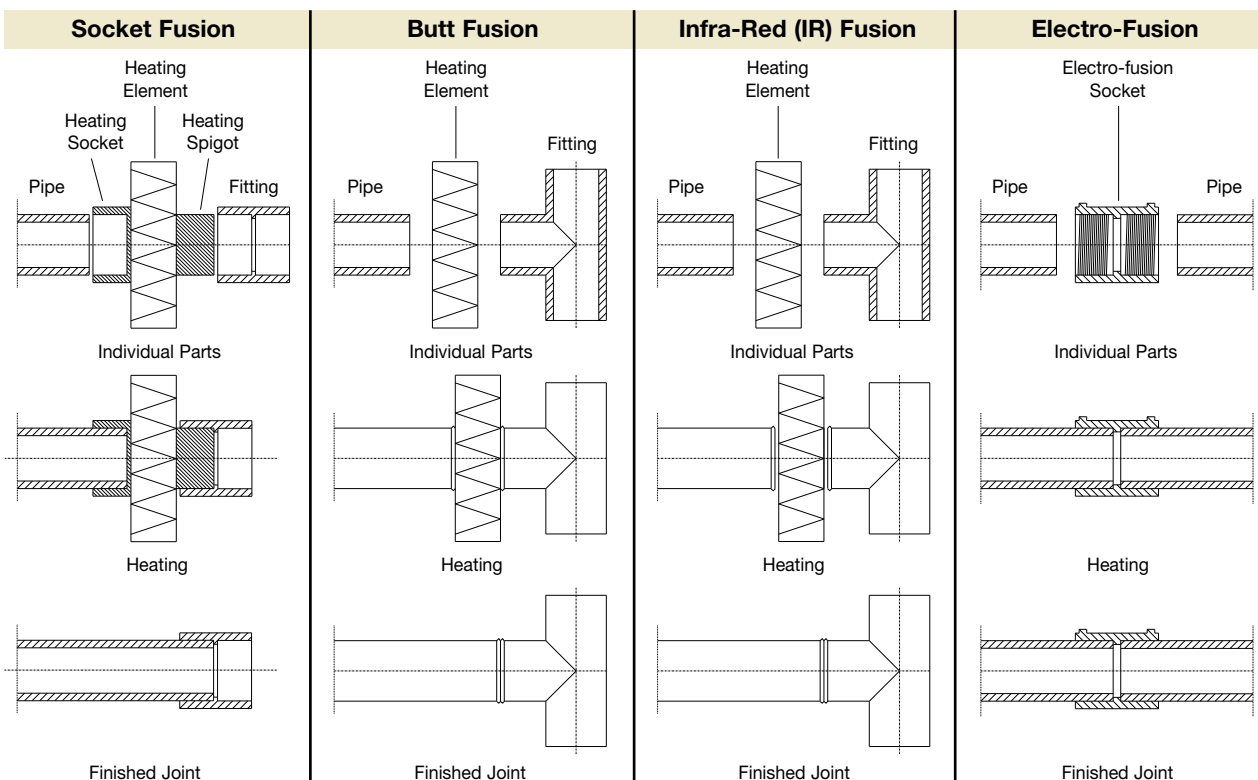 Socket Fusion
Heating
Element
Heating
Socket
Heating
Spigot
Pipe
Fitting
Individual Parts
Heating
Finished Joint
Butt Fusion
Heating
Element
Fitting
Pipe
Individual Parts
Heating
Finished Joint
Infra-Red (IR) Fusion
Heating
Element
Fitting
Pipe
Individual Parts
Heating
Finished Joint
Electro-Fusion
Electro-fusion
Socket
Pipe
Pipe
Individual Parts
Heating
Finished Joint